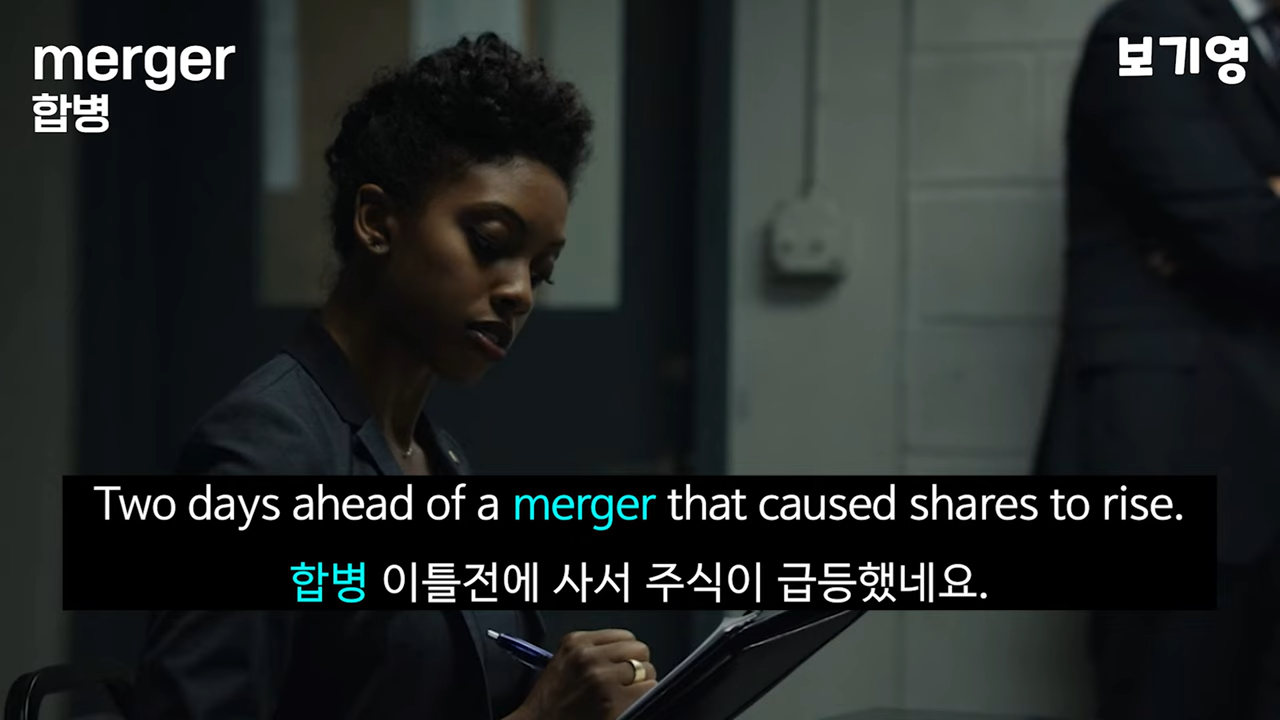 merger
합병
보기영
Two days ahead of a merger that caused shares to rise.
합병 이틀전에 사서 주식이 급등했네요.